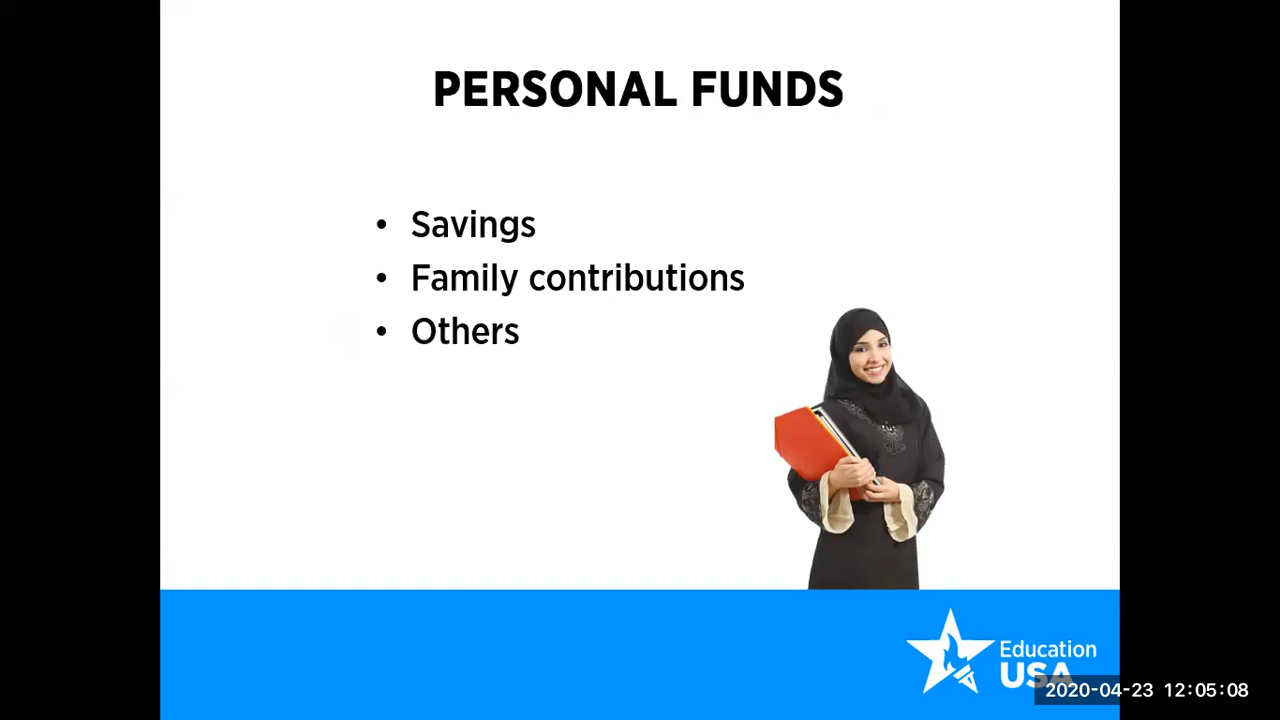 PERSONAL FUNDS
• Savings
• Family contributions
• Others
Education
USA
2020-04-23 12:05:08